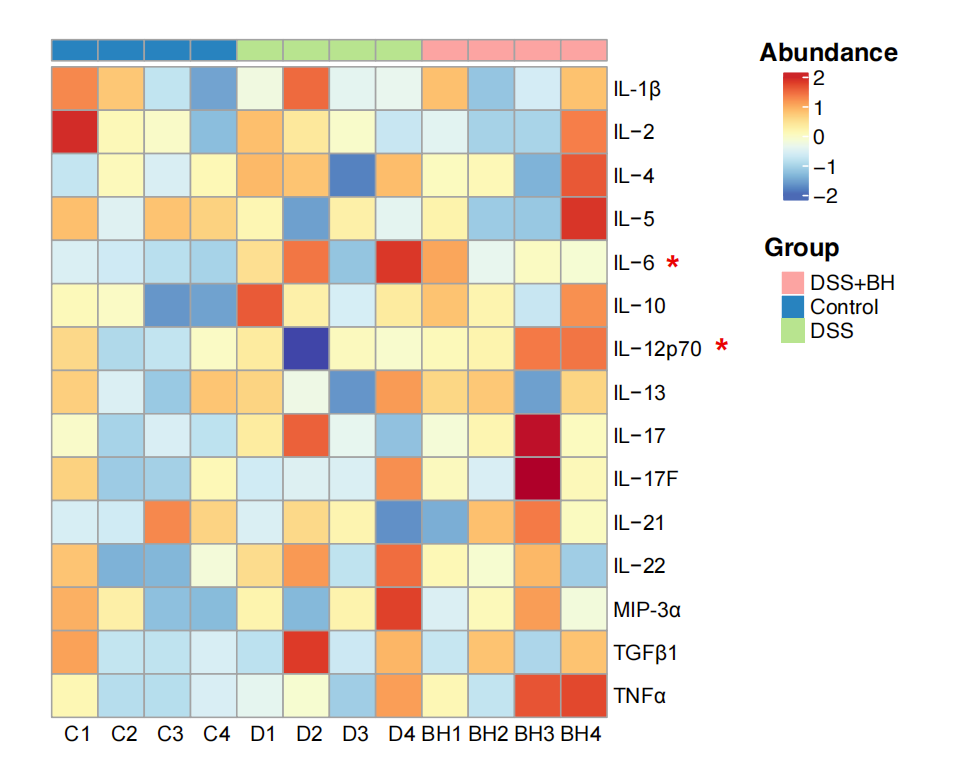 Abundance
2
1
0
−1
−2
Group
DSS+BH
Control
DSS
IL-1β
IL−2
IL−4
IL−5
IL−6 *
IL−10
IL−12p70 *
IL−13
IL−17
IL−17F
IL−21
IL−22
MIP-3α
TGFβ1
TNFα
C1 C2 C3 C4 D1 D2 D3 D4 BH1 BH2 BH3 BH4